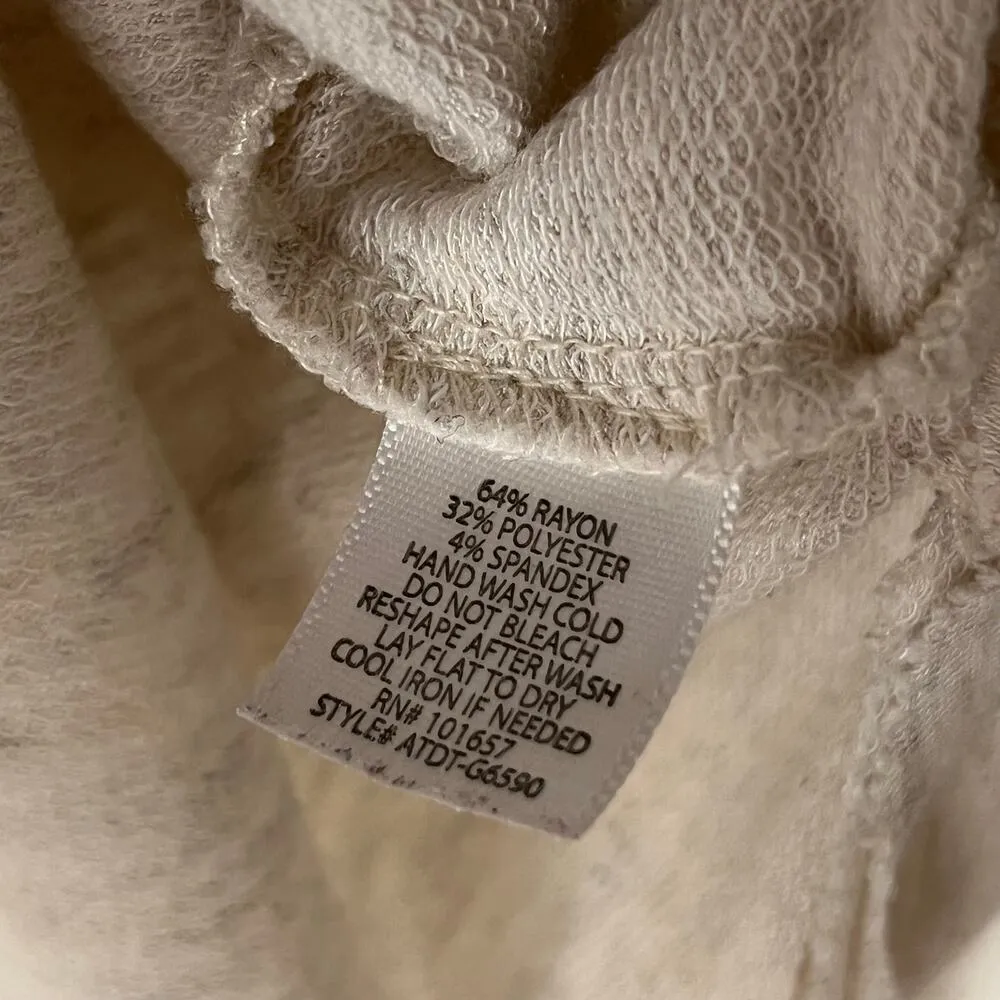 64% RAYON
32% POLYESTER
4% SPANDEX
HAND WASH COLD
DO NOT BLEACH
RESHAPE AFTER WASH
LAY FLAT TO DRY
COOL IRON IF NEEDED
RN# 101657
STYLE# ATDT-G6590